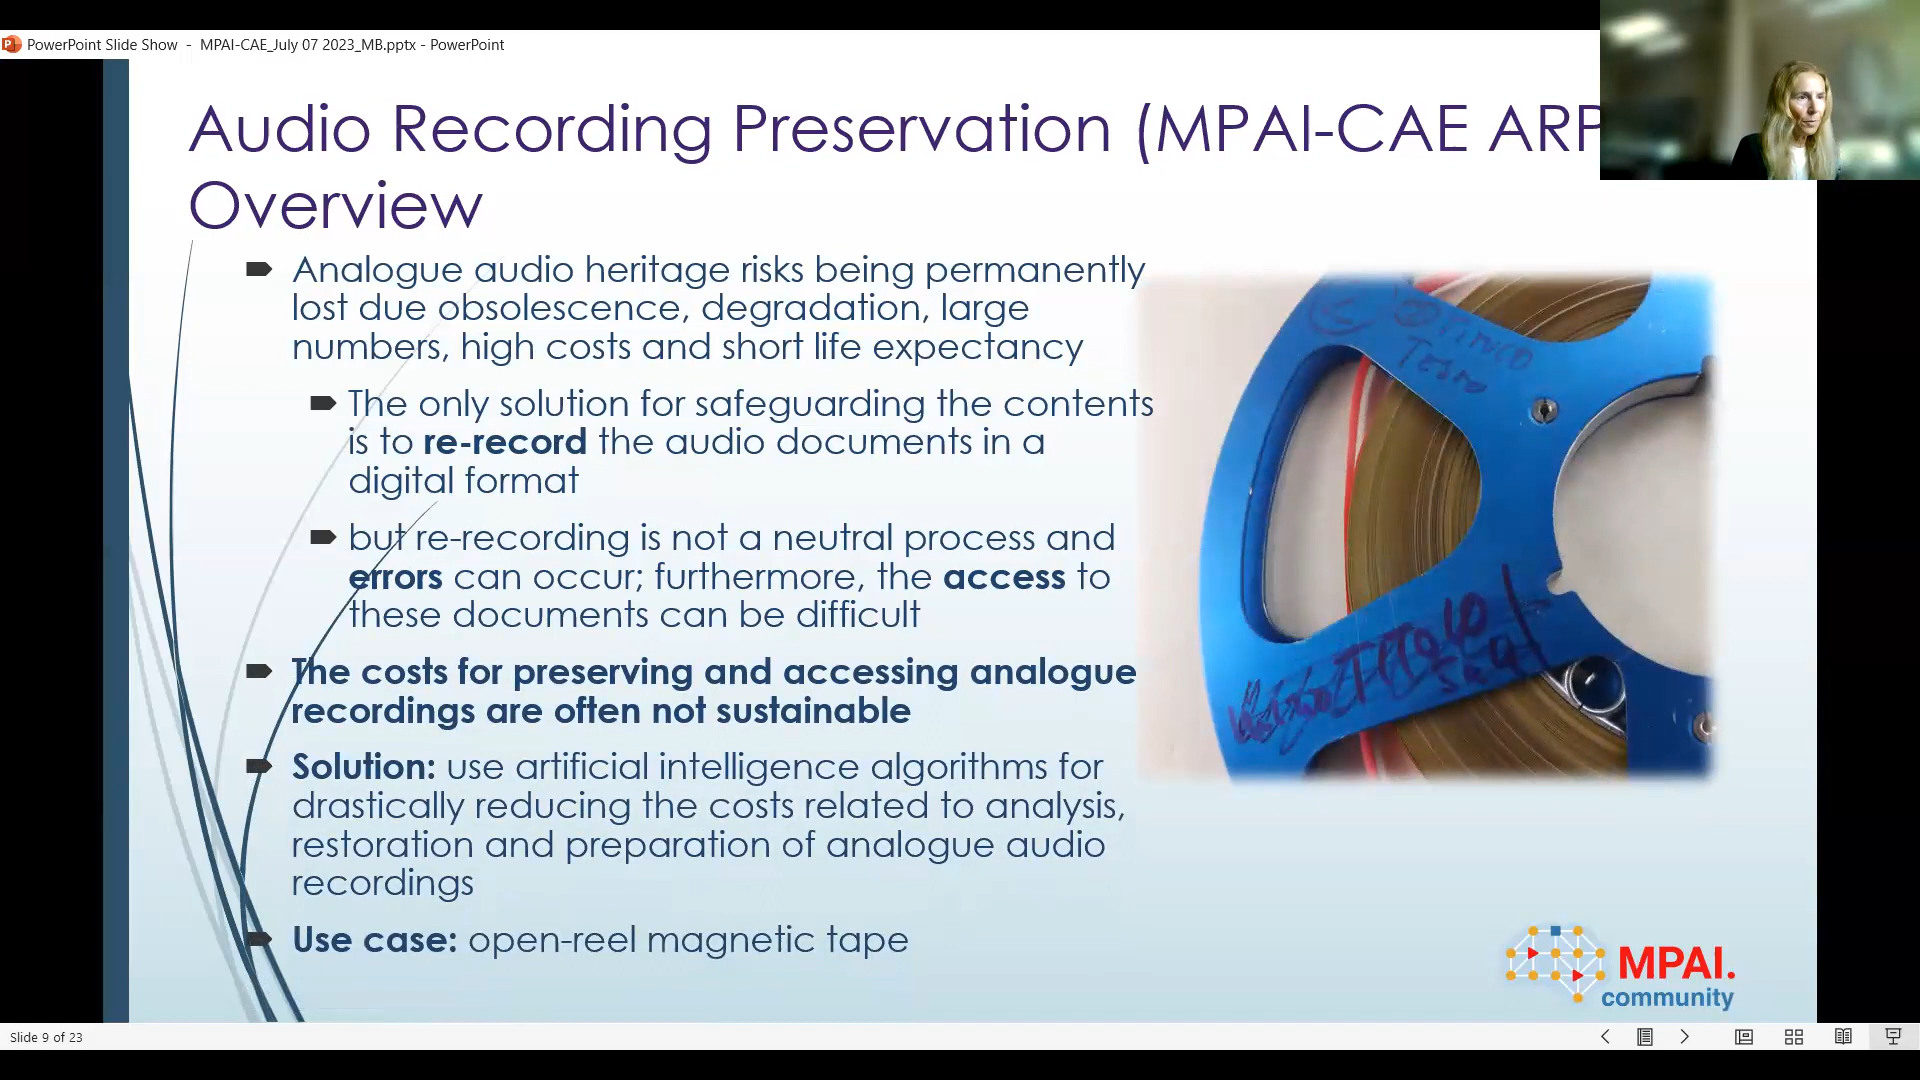 PowerPoint Slide Show - MPAI-CAE_July 07 2023_MB.pptx - PowerPoint
Audio Recording Preservation (MPAI-CAE ARP
Overview
Analogue audio heritage risks being permanently
lost due obsolescence, degradation, large
numbers, high costs and short life expectancy
The only solution for safeguarding the contents
is to re-record the audio documents in a
digital format
but re-recording is not a neutral process and
errors can occur; furthermore, the access to
these documents can be difficult
The costs for preserving and accessing analogue
recordings are often not sustainable
Solution: use artificial intelligence algorithms for
drastically reducing the costs related to analysis,
restoration and preparation of analogue audio
recordings
Use case: open-reel magnetic tape
MPAI.
community
Slide 9 of 23